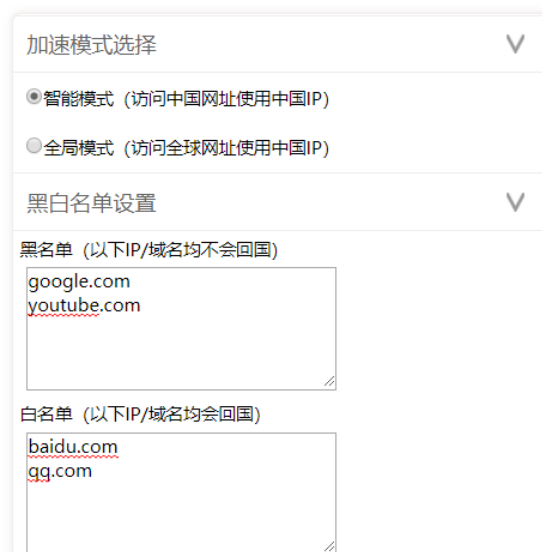 加速模式选择
智能模式（访问中国网址使用中国IP）
全局模式（访问全球网址使用中国IP）
黑白名单设置
黑名单（以下IP/域名均不会回国）
google.com
youtube.com
白名单（以下IP/域名均会回国）
baidu.com
qq.com